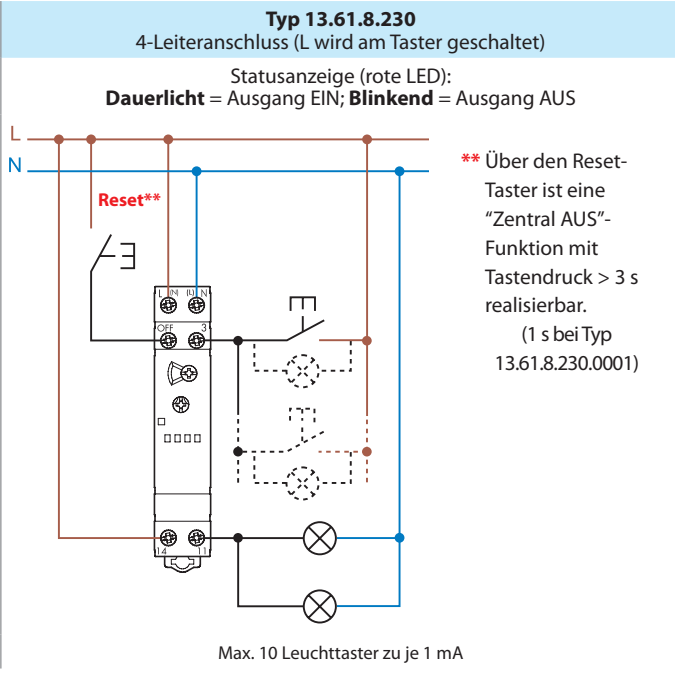 Typ 13.61.8.230
4-Leiteranschluss (L wird am Taster geschaltet)
Statusanzeige (rote LED):
Dauerlicht = Ausgang EIN; Blinkend = Ausgang AUS
L
N
Reset**
** Über den Reset-
Taster ist eine
“Zentral AUS”-
Funktion mit
Tastendruck > 3 s
realisierbar.
(1 s bei Typ
13.61.8.230.0001)
L (N) (L) N
OFF 3
14 11
Max. 10 Leuchttaster zu je 1 mA